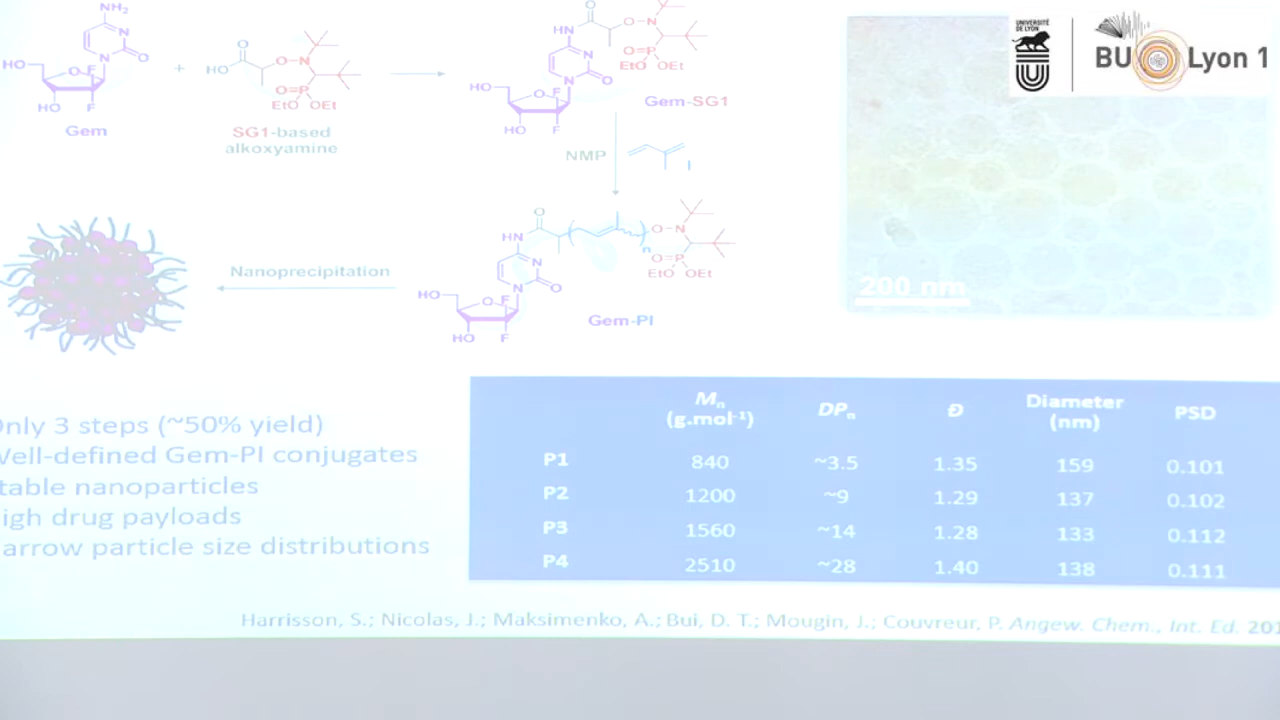 NH₂
N
N
O
HO
O
F
HO
F
Gem
+
O
HO
O
N
O
P
EtO
OEt
SG1-based
alkoxyamine
O
HN
O
N
N
O
P
EtO
OEt
N
O
HO
O
F
HO
F
Gem-SG1
NMP
I
O
HN
n
O
N
O
P
EtO
OEt
N
N
O
HO
O
F
HO
F
Gem-PI
Nanoprecipitation
UNIVERSITÉ
DE LYON
BU Lyon 1
200 nm
Only 3 steps (~50% yield)
Well-defined Gem-PI conjugates
table nanoparticles
igh drug payloads
arrow particle size distributions
Mₙ (g.mol⁻¹) DPₙ Đ Diameter (nm) PSD
P1 840 ~3.5 1.35 159 0.101
P2 1200 ~9 1.29 137 0.102
P3 1560 ~14 1.28 133 0.112
P4 2510 ~28 1.40 138 0.111
Harrisson, S.; Nicolas, J.; Maksimenko, A.; Bui, D. T.; Mougin, J.; Couvreur, P. Angew. Chem., Int. Ed. 201